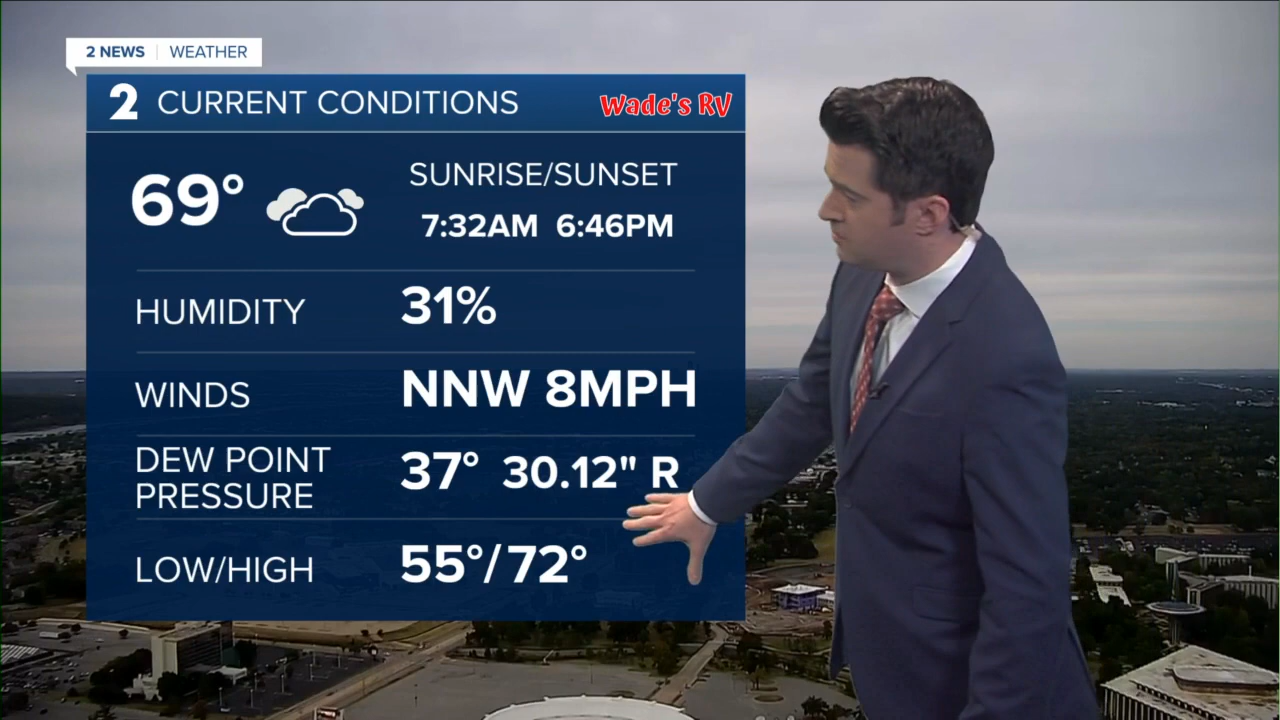 2 NEWS | WEATHER
2 CURRENT CONDITIONS Wade's RV
69° SUNRISE/SUNSET
7:32AM 6:46PM
HUMIDITY 31%
WINDS NNW 8MPH
DEW POINT
PRESSURE 37° 30.12" R
LOW/HIGH 55°/72°